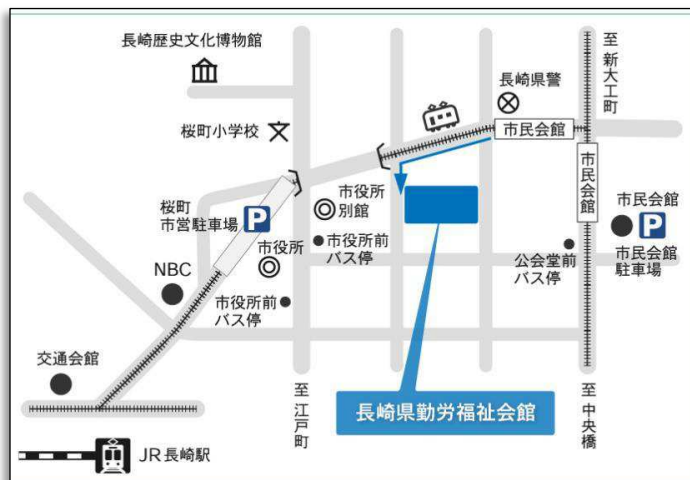 長崎歴史文化博物館
至新大工町
長崎県警
桜町小学校
文
市民会館
市民会館
桜町
市営駐車場
P
市役所
別館
市民会館
P
市民会館
駐車場
市役所前
バス停
市役所
公会堂前
バス停
NBC
市役所前
バス停
交通会館
至江戸町
長崎県勤労福祉会館
至中央橋
JR長崎駅